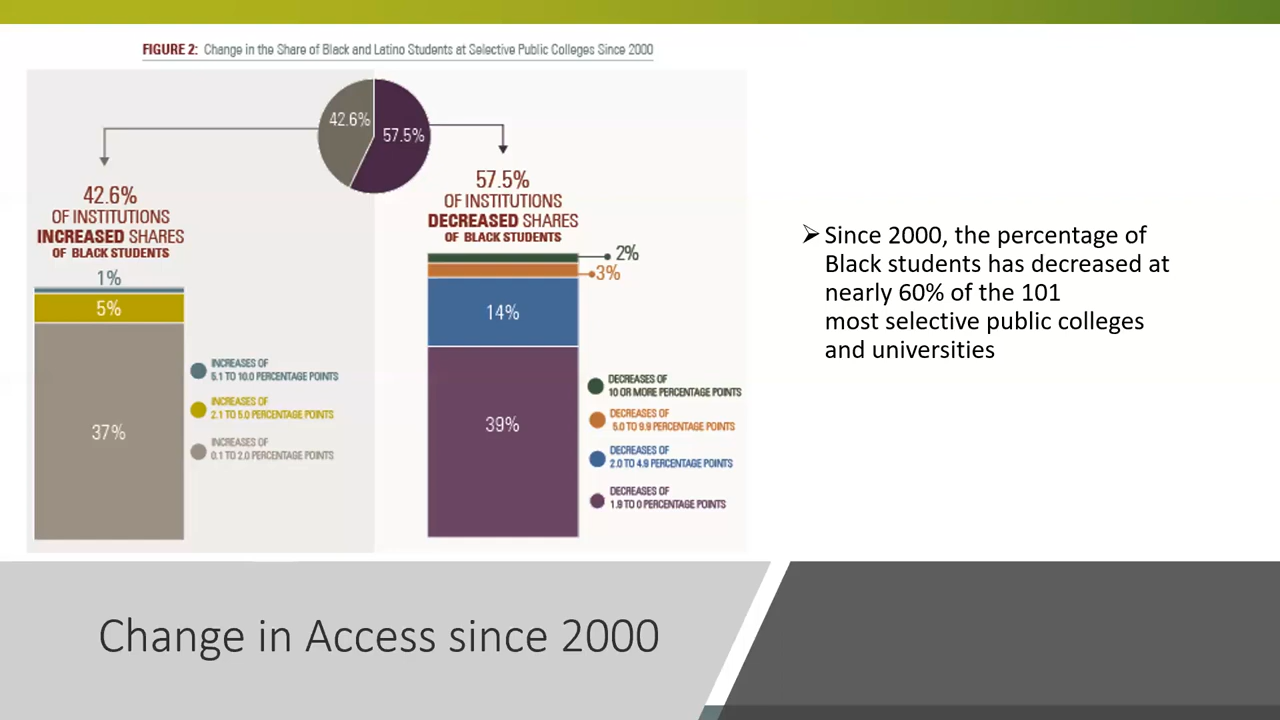 FIGURE 2: Change in the Share of Black and Latino Students at Selective Public Colleges Since 2000
42.6%
57.5%
42.6%
OF INSTITUTIONS
INCREASED SHARES
OF BLACK STUDENTS
1%
5%
37%
INCREASES OF
5.1 TO 10.0 PERCENTAGE POINTS
INCREASES OF
2.1 TO 5.0 PERCENTAGE POINTS
INCREASES OF
0.1 TO 2.0 PERCENTAGE POINTS
57.5%
OF INSTITUTIONS
DECREASED SHARES
OF BLACK STUDENTS
2%
3%
14%
39%
DECREASES OF
10 OR MORE PERCENTAGE POINTS
DECREASES OF
5.0 TO 9.9 PERCENTAGE POINTS
DECREASES OF
2.0 TO 4.9 PERCENTAGE POINTS
DECREASES OF
1.9 TO 0 PERCENTAGE POINTS
Since 2000, the percentage of
Black students has decreased at
nearly 60% of the 101
most selective public colleges
and universities
Change in Access since 2000